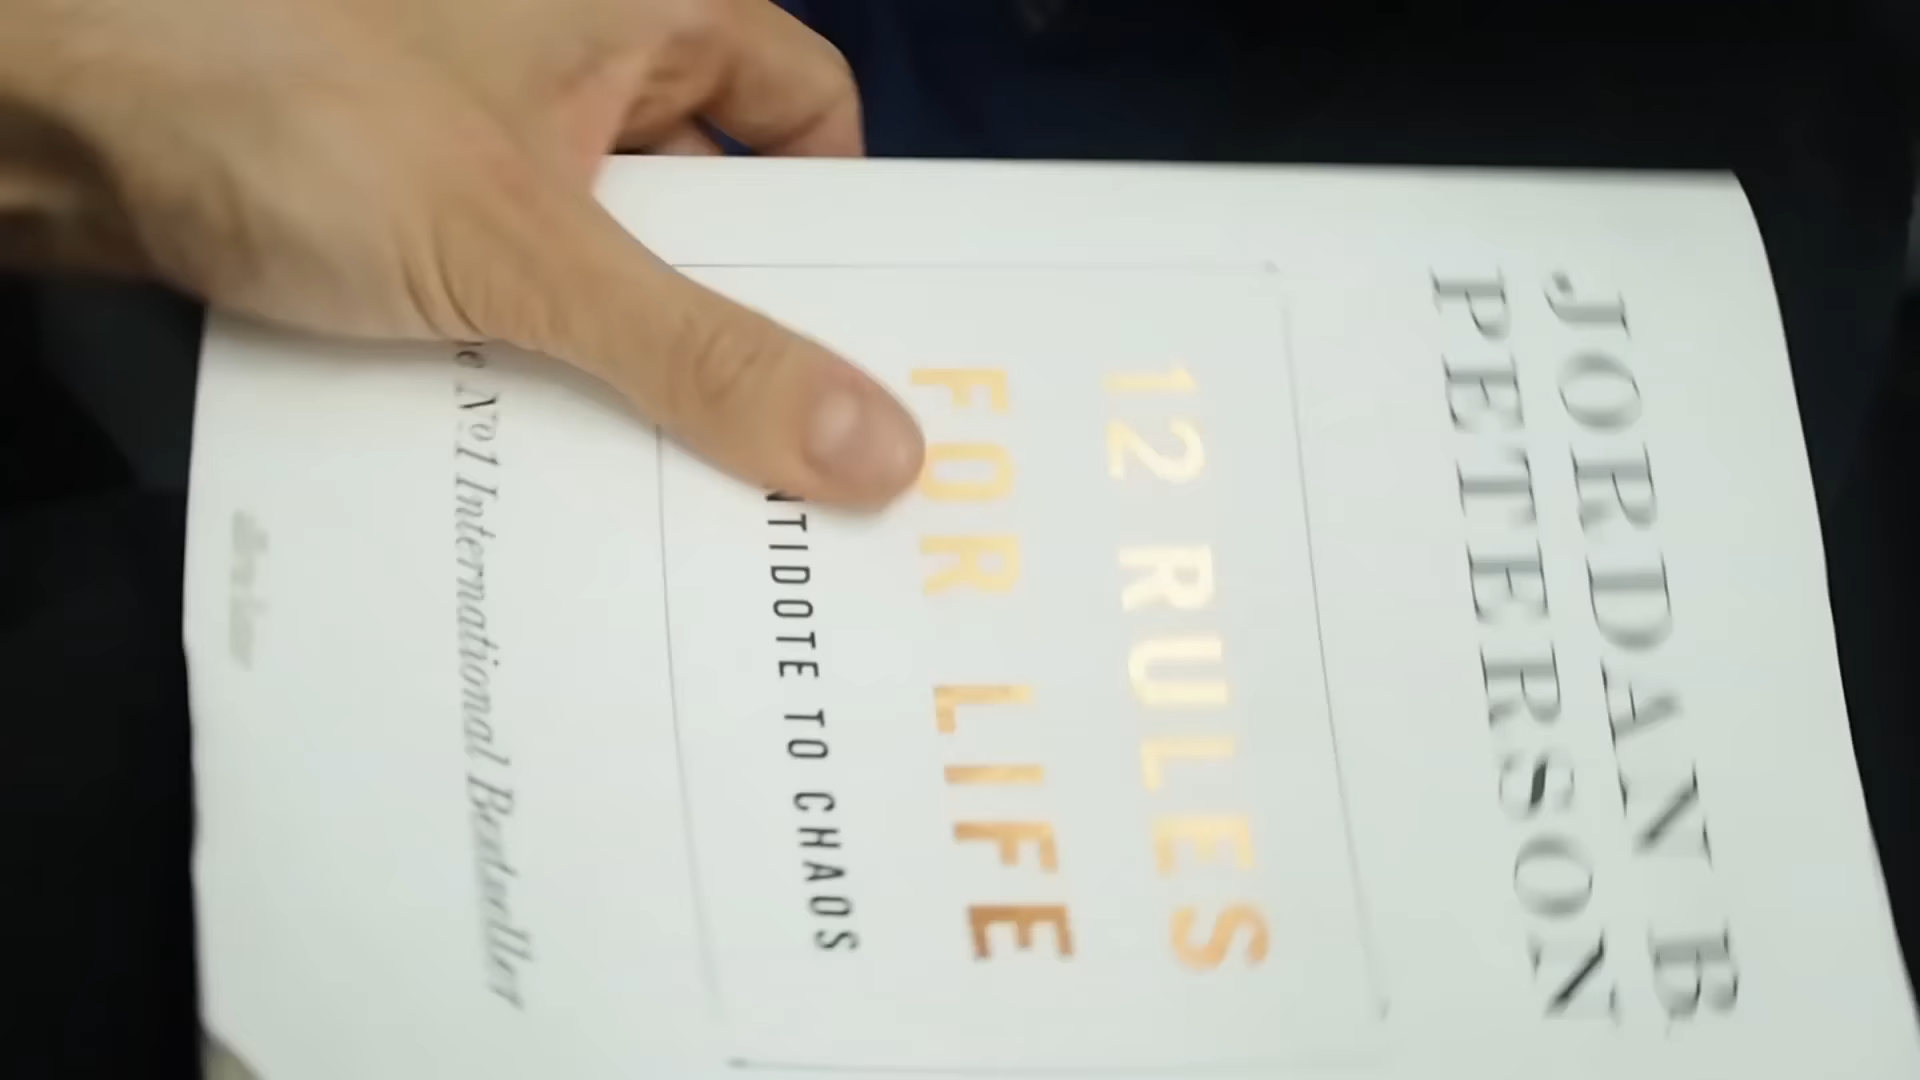 JORDAN B
PETERSON
12 RULES
FOR LIFE
NTIDOTE TO CHAOS
e Nº1 International Bestseller